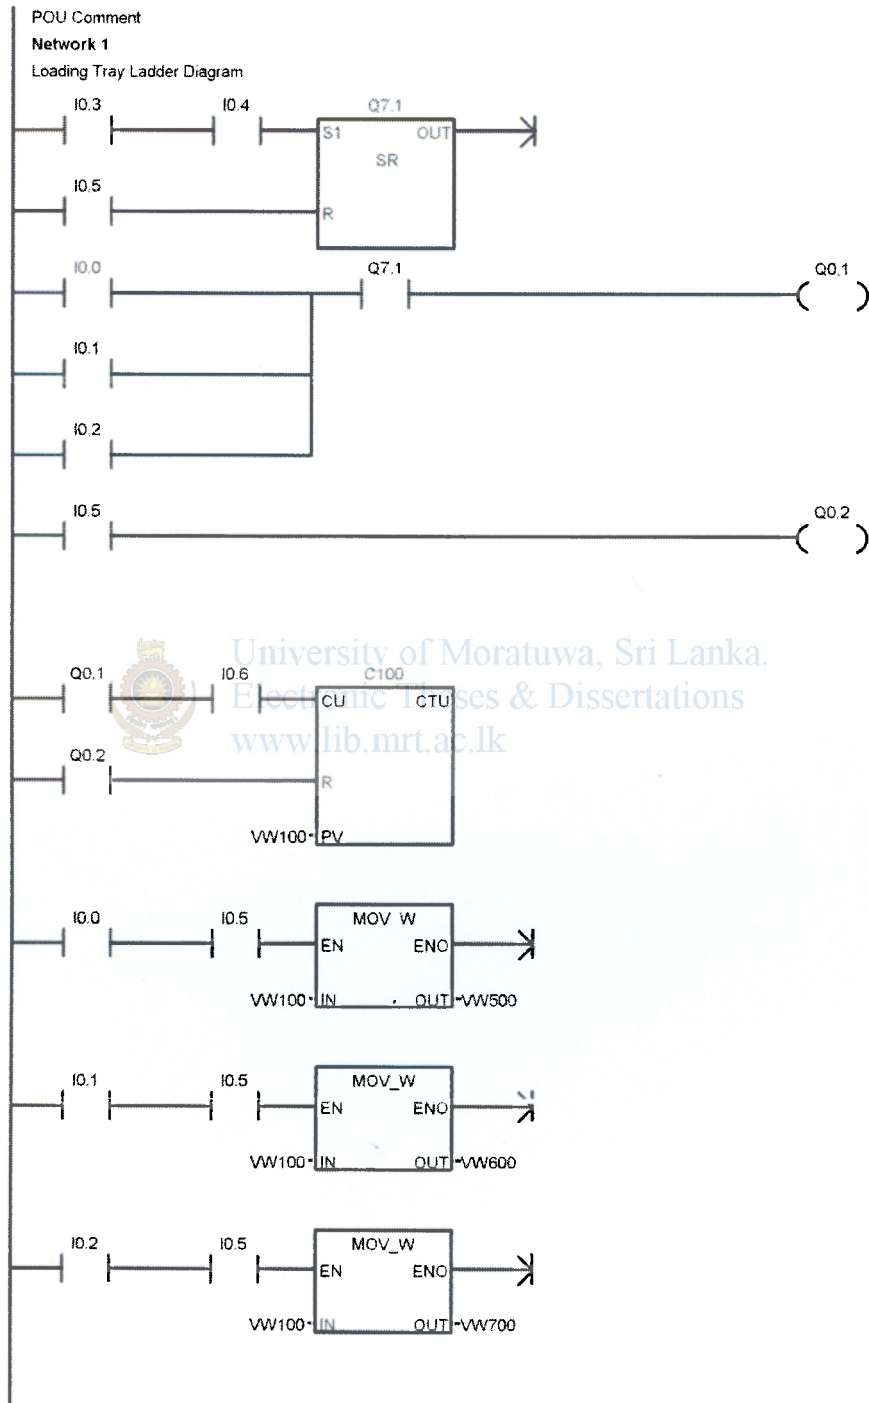 POU Comment
Network 1
Loading Tray Ladder Diagram
I0.3 I0.4 Q7.1
S1 OUT
SR
I0.5
R
I0.0 Q7.1 Q0.1
I0.1
I0.2
I0.5 Q0.2
University of Moratuwa, Sri Lanka.
Electronic Theses & Dissertations
www.lib.mrt.ac.lk
Q0.1 I0.6 C100
CU CTU
Q0.2
R
VW100 PV
I0.0 I0.5 MOV_W
EN ENO
VW100 IN OUT VW500
I0.1 I0.5 MOV_W
EN ENO
VW100 IN OUT VW600
I0.2 I0.5 MOV_W
EN ENO
VW100 IN OUT VW700